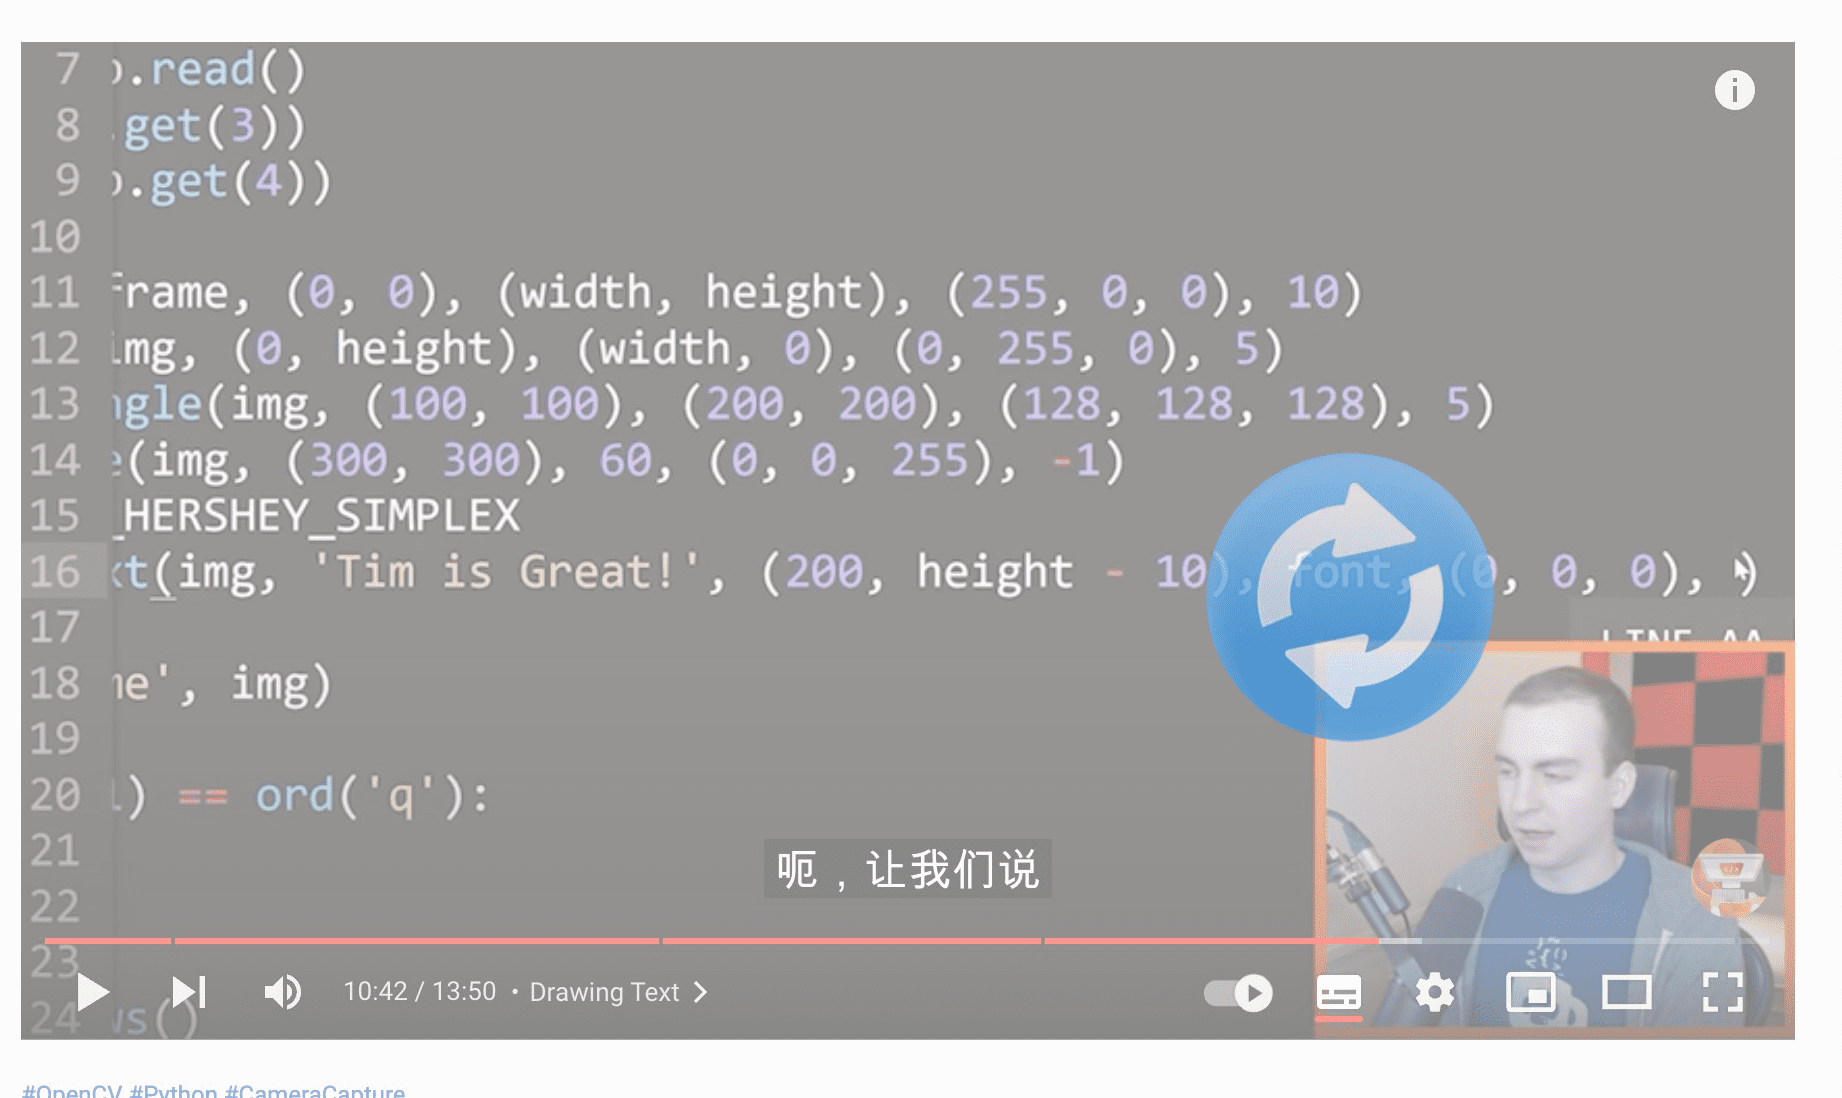 7 .read()
8 .get(3))
9 .get(4))
10
11 frame, (0, 0), (width, height), (255, 0, 0), 10)
12 img, (0, height), (width, 0), (0, 255, 0), 5)
13 ngle(img, (100, 100), (200, 200), (128, 128, 128), 5)
14 e(img, (300, 300), 60, (0, 0, 255), -1)
15 _HERSHEY_SIMPLEX
16 xt(img, 'Tim is Great!', (200, height - 10), font, (0, 0, 0), )
17
LINE_AA
18 me', img)
19
20 1) == ord('q'):
21
呃，让我们说
22
23
10:42 / 13:50 • Drawing Text
24 ws()
#OpenCV #Python #CameraCapture